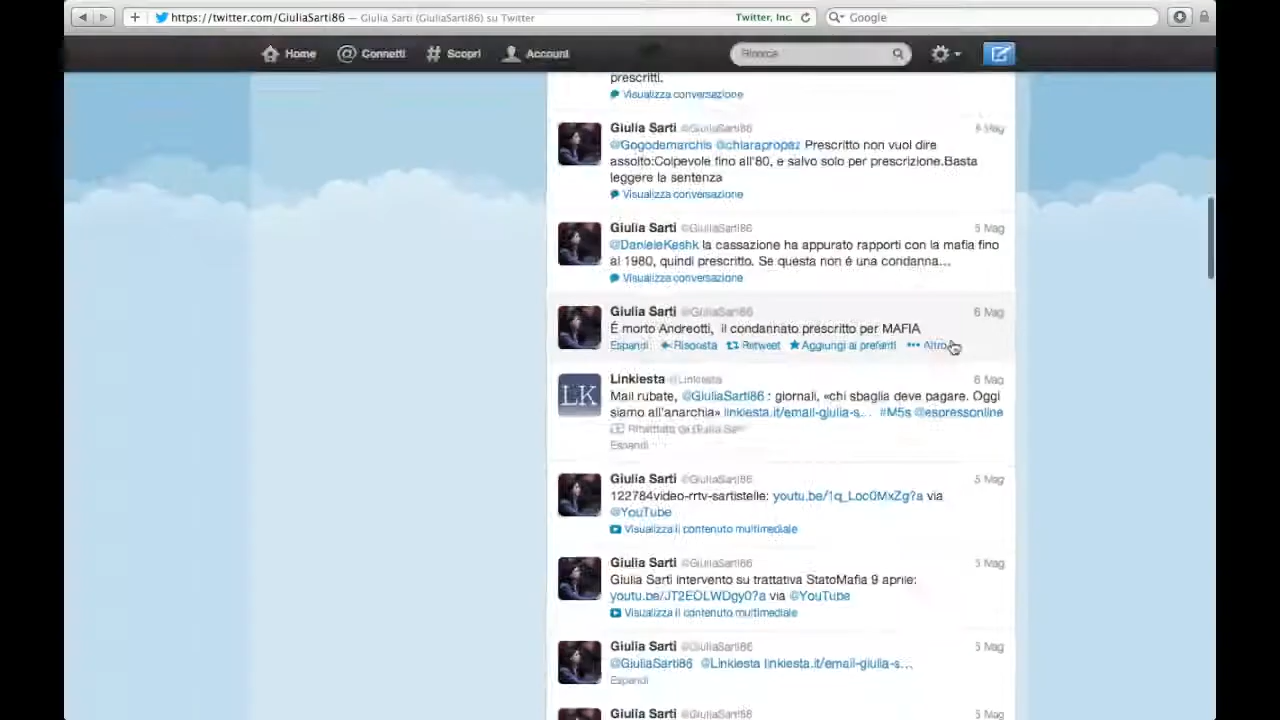 https://twitter.com/GiuliaSarti86 — Giulia Sarti (GiuliaSarti86) su Twitter
Twitter, Inc.
Google
Home
Connetti
Scopri
Account
Ricerca
prescritti.
Visualizza conversazione
Giulia Sarti @GiuliaSarti86
6 Mag
@Gogodemarchis @chiarapropaz Prescritto non vuol dire
assolto:Colpevole fino all'80, e salvo solo per prescrizione.Basta
leggere la sentenza
Visualizza conversazione
Giulia Sarti @GiuliaSarti86
6 Mag
@DanieleKeshk la cassazione ha appurato rapporti con la mafia fino
al 1980, quindi prescritto. Se questa non è una condanna...
Visualizza conversazione
Giulia Sarti @GiuliaSarti86
6 Mag
É morto Andreotti, il condannato prescritto per MAFIA
Espandi Risposta Retweet Aggiungi ai preferiti ••• Altro
Linkiesta @Linkiesta
6 Mag
Mail rubate, @GiuliaSarti86 : giornali, «chi sbaglia deve pagare. Oggi
siamo all'anarchia» linkiesta.it/email-giulia-s... #M5s @espressonline
Ritwittato da Giulia Sarti
Espandi
Giulia Sarti @GiuliaSarti86
5 Mag
122784video-rrtv-sartistelle: youtu.be/1q_Loc0MxZg?a via
@YouTube
Visualizza il contenuto multimediale
Giulia Sarti @GiuliaSarti86
5 Mag
Giulia Sarti intervento su trattativa StatoMafia 9 aprile:
youtu.be/JT2EOLWDgy0?a via @YouTube
Visualizza il contenuto multimediale
Giulia Sarti @GiuliaSarti86
5 Mag
@GiuliaSarti86 @Linkiesta linkiesta.it/email-giulia-s...
Espandi
Giulia Sarti @GiuliaSarti86
5 Mag